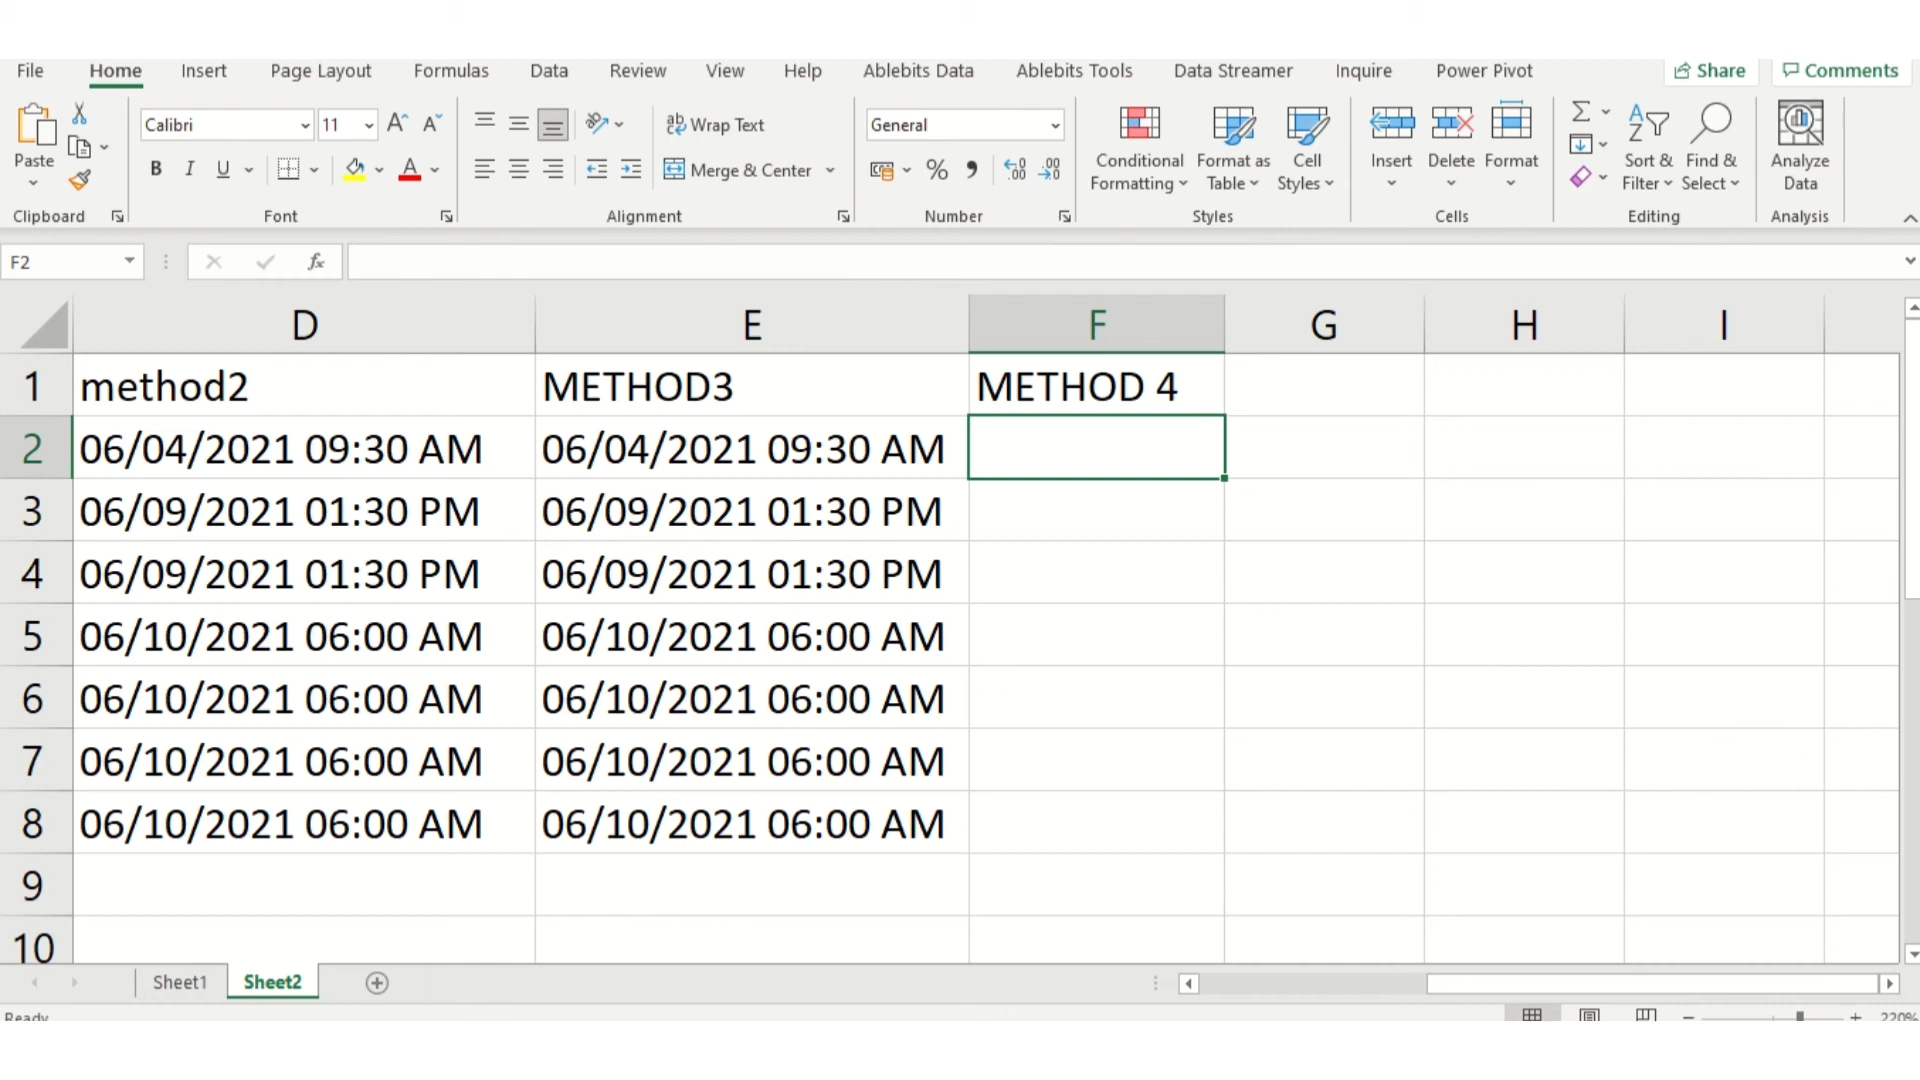 File Home Insert Page Layout Formulas Data Review View Help Ablebits Data Ablebits Tools Data Streamer Inquire Power Pivot Share Comments
Calibri 11 Wrap Text General
Paste Merge & Center Conditional Formatting Format as Table Cell Styles Insert Delete Format Sort & Filter Find & Select Analyze Data
Clipboard Font Alignment Number Styles Cells Editing Analysis
F2 fx
D E F G H I
1 method2 METHOD3 METHOD 4
2 06/04/2021 09:30 AM 06/04/2021 09:30 AM
3 06/09/2021 01:30 PM 06/09/2021 01:30 PM
4 06/09/2021 01:30 PM 06/09/2021 01:30 PM
5 06/10/2021 06:00 AM 06/10/2021 06:00 AM
6 06/10/2021 06:00 AM 06/10/2021 06:00 AM
7 06/10/2021 06:00 AM 06/10/2021 06:00 AM
8 06/10/2021 06:00 AM 06/10/2021 06:00 AM
9
10
Sheet1 Sheet2
Ready 220%